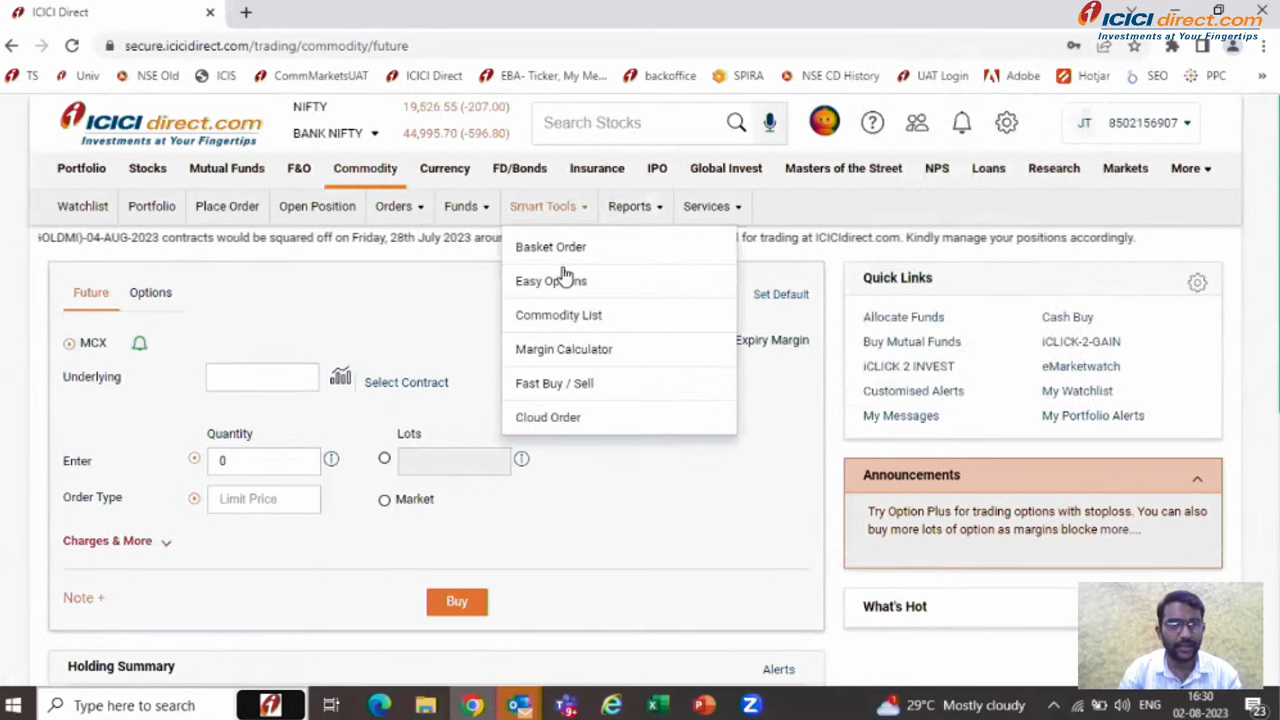 ICICI Direct
ICICI direct.com
Investments at Your Fingertips
secure.icicidirect.com/trading/commodity/future
TS Univ NSE Old ICIS CommMarketsUAT ICICI Direct EBA- Ticker, My Me... backoffice SPIRA NSE CD History UAT Login Adobe Hotjar SEO PPC
ICICI direct.com
Investments at Your Fingertips
NIFTY 19,526.55 (-207.00)
BANK NIFTY 44,995.70 (-596.80)
Search Stocks
JT 8502156907
Portfolio Stocks Mutual Funds F&O Commodity Currency FD/Bonds Insurance IPO Global Invest Masters of the Street NPS Loans Research Markets More
Watchlist Portfolio Place Order Open Position Orders Funds Smart Tools Reports Services
OLDMI)-04-AUG-2023 contracts would be squared off on Friday, 28th July 2023 arou
for trading at ICICIdirect.com. Kindly manage your positions accordingly.
Basket Order
Easy Options
Commodity List
Margin Calculator
Fast Buy / Sell
Cloud Order
Future Options
Set Default
MCX
Expiry Margin
Underlying
Select Contract
Quantity Lots
Enter 0
Order Type Limit Price Market
Charges & More
Note +
Buy
Holding Summary
Alerts
Quick Links
Allocate Funds Cash Buy
Buy Mutual Funds iCLICK-2-GAIN
iCLICK 2 INVEST eMarketwatch
Customised Alerts My Watchlist
My Messages My Portfolio Alerts
Announcements
Try Option Plus for trading options with stoploss. You can also
buy more lots of option as margins blocke more....
What's Hot
Type here to search
29°C Mostly cloudy
ENG
16:30
02-08-2023
23